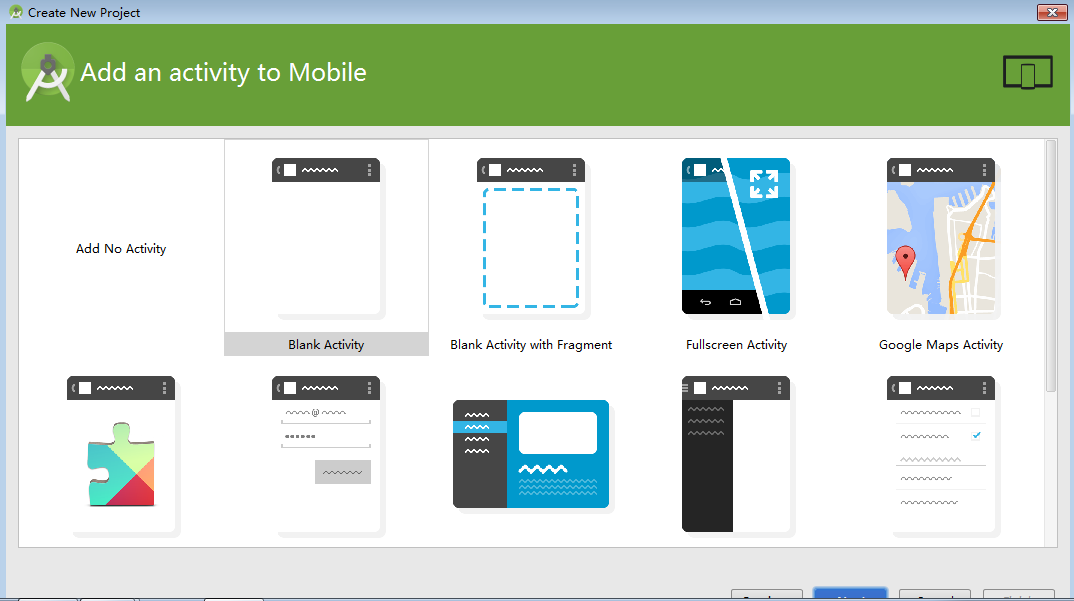 Create New Project
Add an activity to Mobile
Add No Activity
Blank Activity
Blank Activity with Fragment
Fullscreen Activity
Google Maps Activity